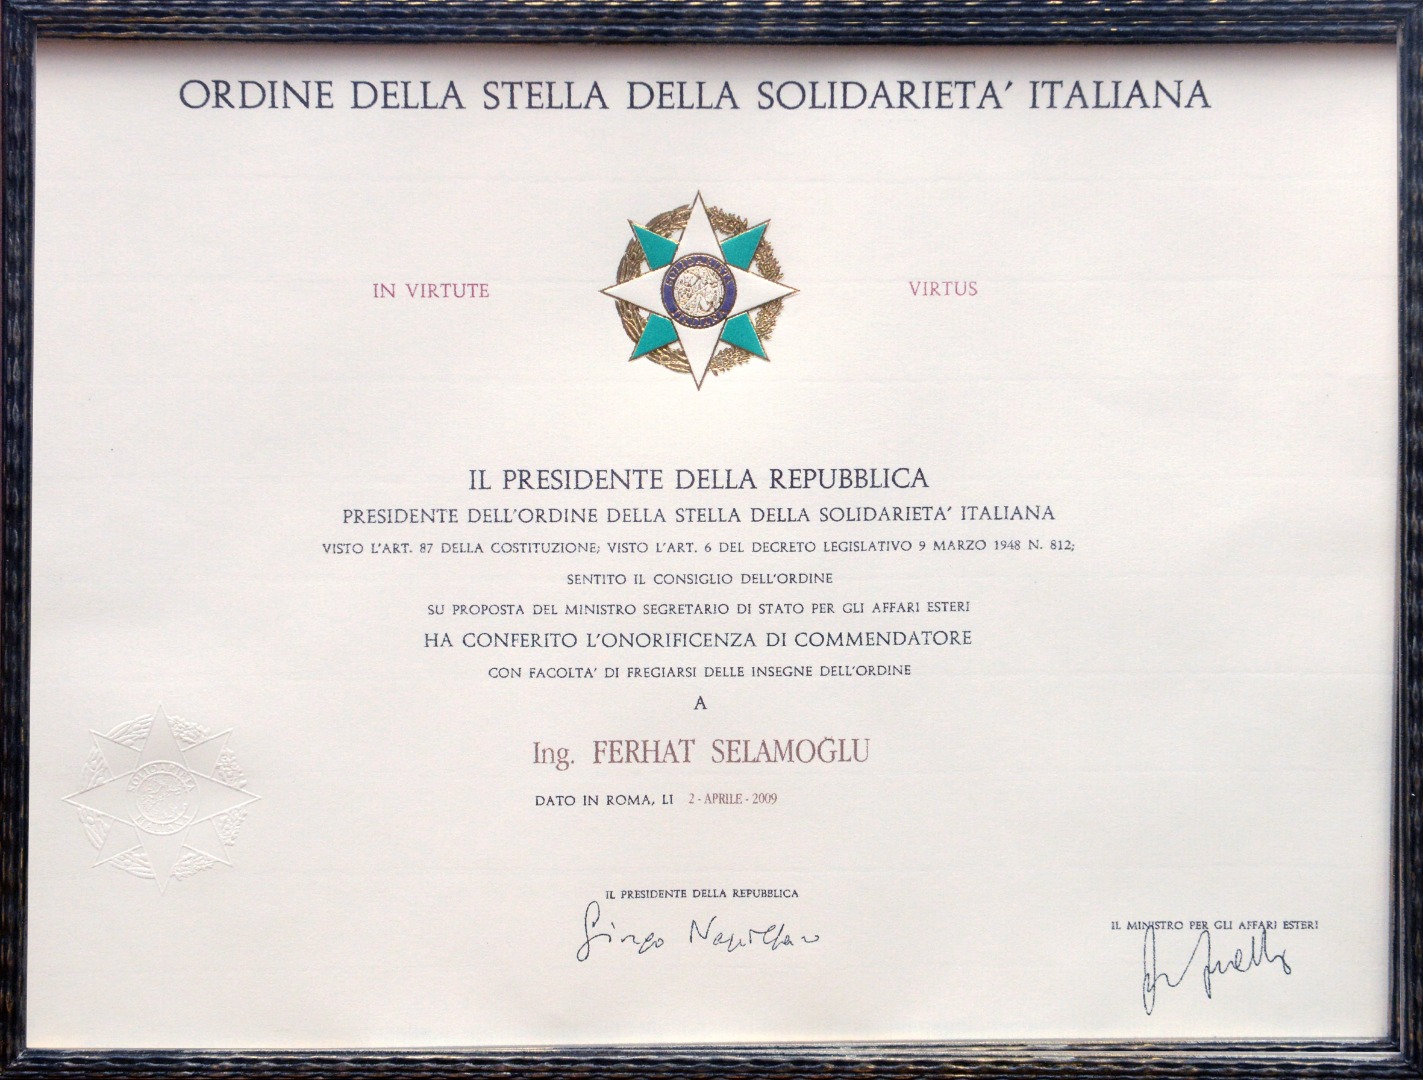 ORDINE DELLA STELLA DELLA SOLIDARIETA' ITALIANA
IN VIRTUTE
VIRTUS
IL PRESIDENTE DELLA REPUBBLICA
PRESIDENTE DELL'ORDINE DELLA STELLA DELLA SOLIDARIETA' ITALIANA
VISTO L'ART. 87 DELLA COSTITUZIONE; VISTO L'ART. 6 DEL DECRETO LEGISLATIVO 9 MARZO 1948 N. 812;
SENTITO IL CONSIGLIO DELL'ORDINE
SU PROPOSTA DEL MINISTRO SEGRETARIO DI STATO PER GLI AFFARI ESTERI
HA CONFERITO L'ONORIFICENZA DI COMMENDATORE
CON FACOLTA' DI FREGIARSI DELLE INSEGNE DELL'ORDINE
A
Ing. FERHAT SELAMOĞLU
DATO IN ROMA, LI 2 - APRILE - 2009
IL PRESIDENTE DELLA REPUBBLICA
Giorgio Napolitano
IL MINISTRO PER GLI AFFARI ESTERI